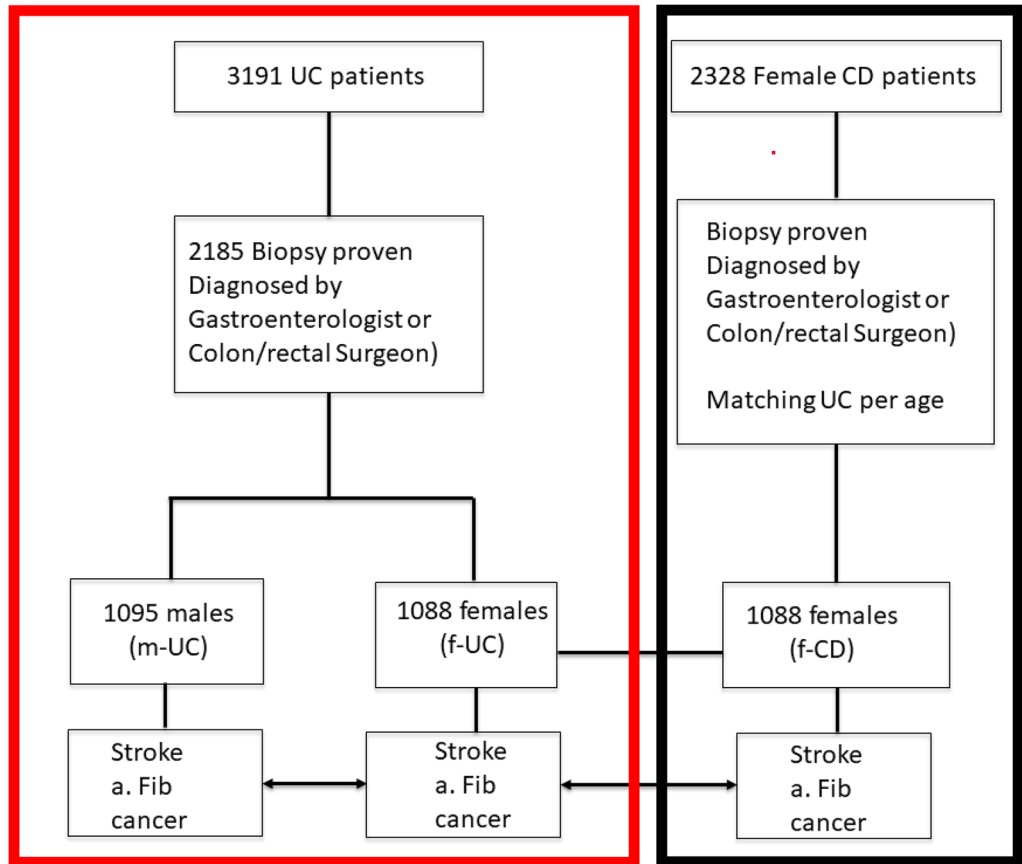 3191 UC patients
2328 Female CD patients
2185 Biopsy proven
Diagnosed by
Gastroenterologist or
Colon/rectal Surgeon)
Biopsy proven
Diagnosed by
Gastroenterologist or
Colon/rectal Surgeon)
Matching UC per age
1095 males
(m-UC)
1088 females
(f-UC)
1088 females
(f-CD)
Stroke
a. Fib
cancer
Stroke
a. Fib
cancer
Stroke
a. Fib
cancer